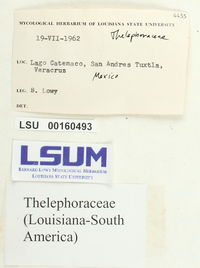 4455
MYCOLOGICAL HERBARIUM OF LOUISIANA STATE UNIVERSITY
19-VII-1962 Thelephoraceae
LOC. Lago Catemaco, San Andres Tuxtla,
Veracruz
Mexico
LEG. B. Lowy
DET.
LSU 00160493
LSUM
BERNARD LOWY MYCOLOGICAL HERBARIUM
LOUISIANA STATE UNIVERSITY
Thelephoraceae
(Louisiana-South
America)